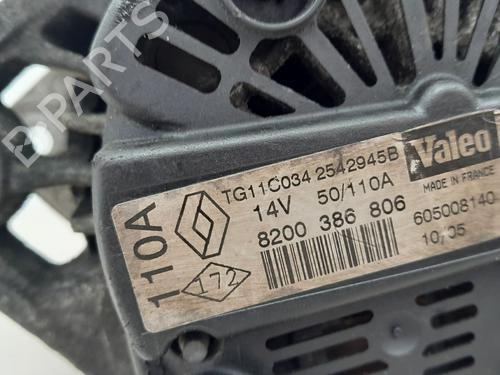 B-PARTS
110A
TG11C034 2542945B
14V 50/110A
8200 386 806
172
Valeo
MADE IN FRANCE
605008140
10/05